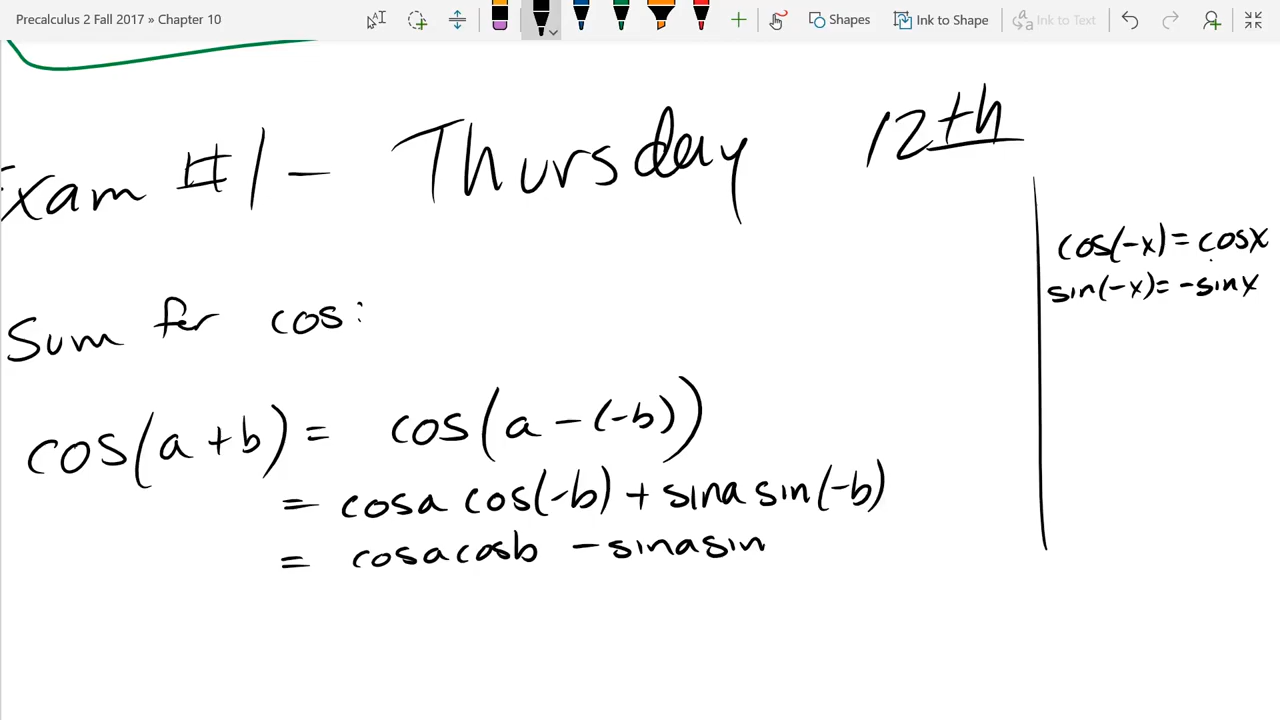 Precalculus 2 Fall 2017 » Chapter 10
Shapes
Ink to Shape
Ink to Text
Exam #1 - Thursday 12th
cos(-x) = cosx
sin(-x) = -sinx
Sum for cos:
cos(a+b) = cos(a-(-b))
= cosa cos(-b) + sina sin(-b)
= cosacosb - sinasin